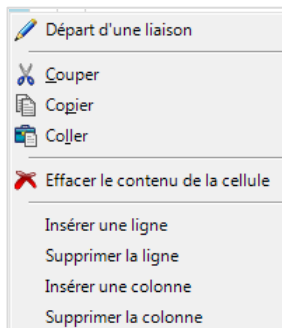 Départ d'une liaison
Couper
Copier
Coller
Effacer le contenu de la cellule
Insérer une ligne
Supprimer la ligne
Insérer une colonne
Supprimer la colonne